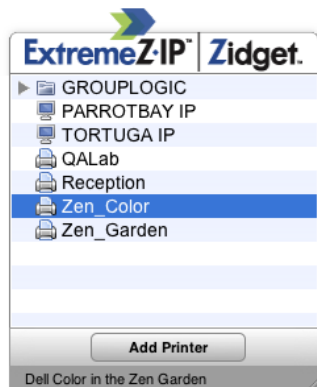 ExtremeZ·IP™ Zidget.
GROUPLOGIC
PARROTBAY IP
TORTUGA IP
QALab
Reception
Zen_Color
Zen_Garden
Add Printer
Dell Color in the Zen Garden